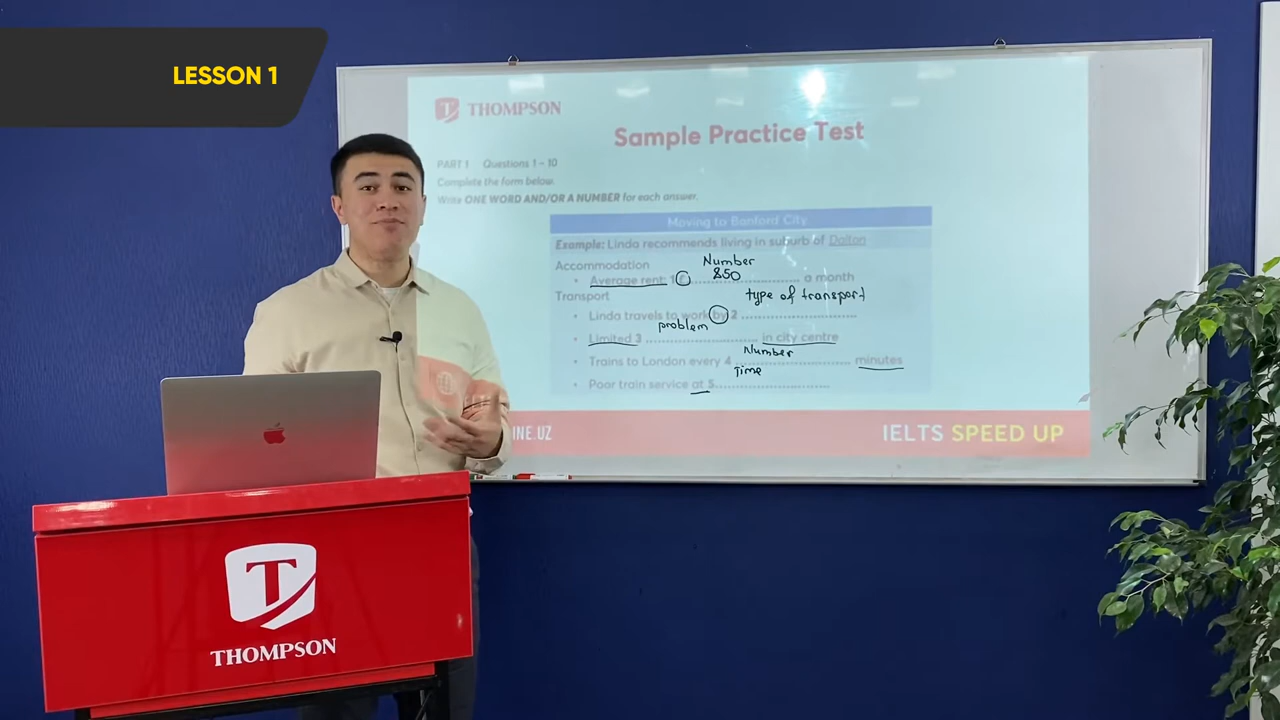 LESSON 1
THOMPSON
Sample Practice Test
PART 1 Questions 1 - 10
Complete the form below.
Write ONE WORD AND/OR A NUMBER for each answer.
Moving to Banford City
Example: Linda recommends living in suburb of Dalton
Accommodation
Number
• Average rent: 1 £ 850 .................. a month
Transport
type of transport
• Linda travels to work by 2 ..............................
problem
• Limited 3 .............................. in city centre
Number
• Trains to London every 4 .............................. minutes
Time
• Poor train service at 5..............................
INE.UZ
IELTS SPEED UP
THOMPSON